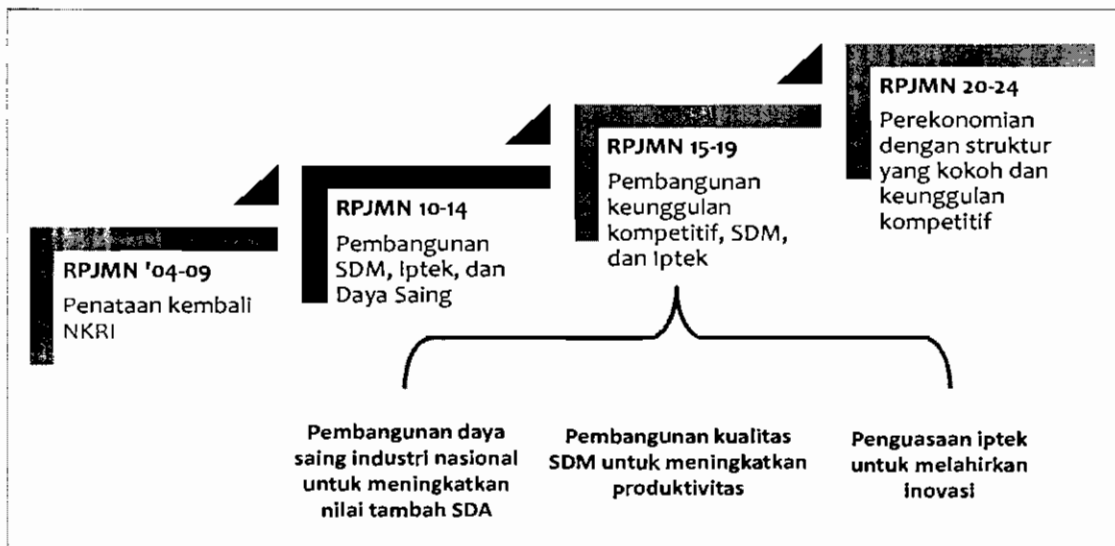 RPJMN '04-09
Penataan kembali
NKRI
RPJMN 10-14
Pembangunan
SDM, Iptek, dan
Daya Saing
RPJMN 15-19
Pembangunan
keunggulan
kompetitif, SDM,
dan Iptek
RPJMN 20-24
Perekonomian
dengan struktur
yang kokoh dan
keunggulan
kompetitif
Pembangunan daya
saing industri nasional
untuk meningkatkan
nilai tambah SDA
Pembangunan kualitas
SDM untuk meningkatkan
produktivitas
Penguasaan iptek
untuk melahirkan
inovasi